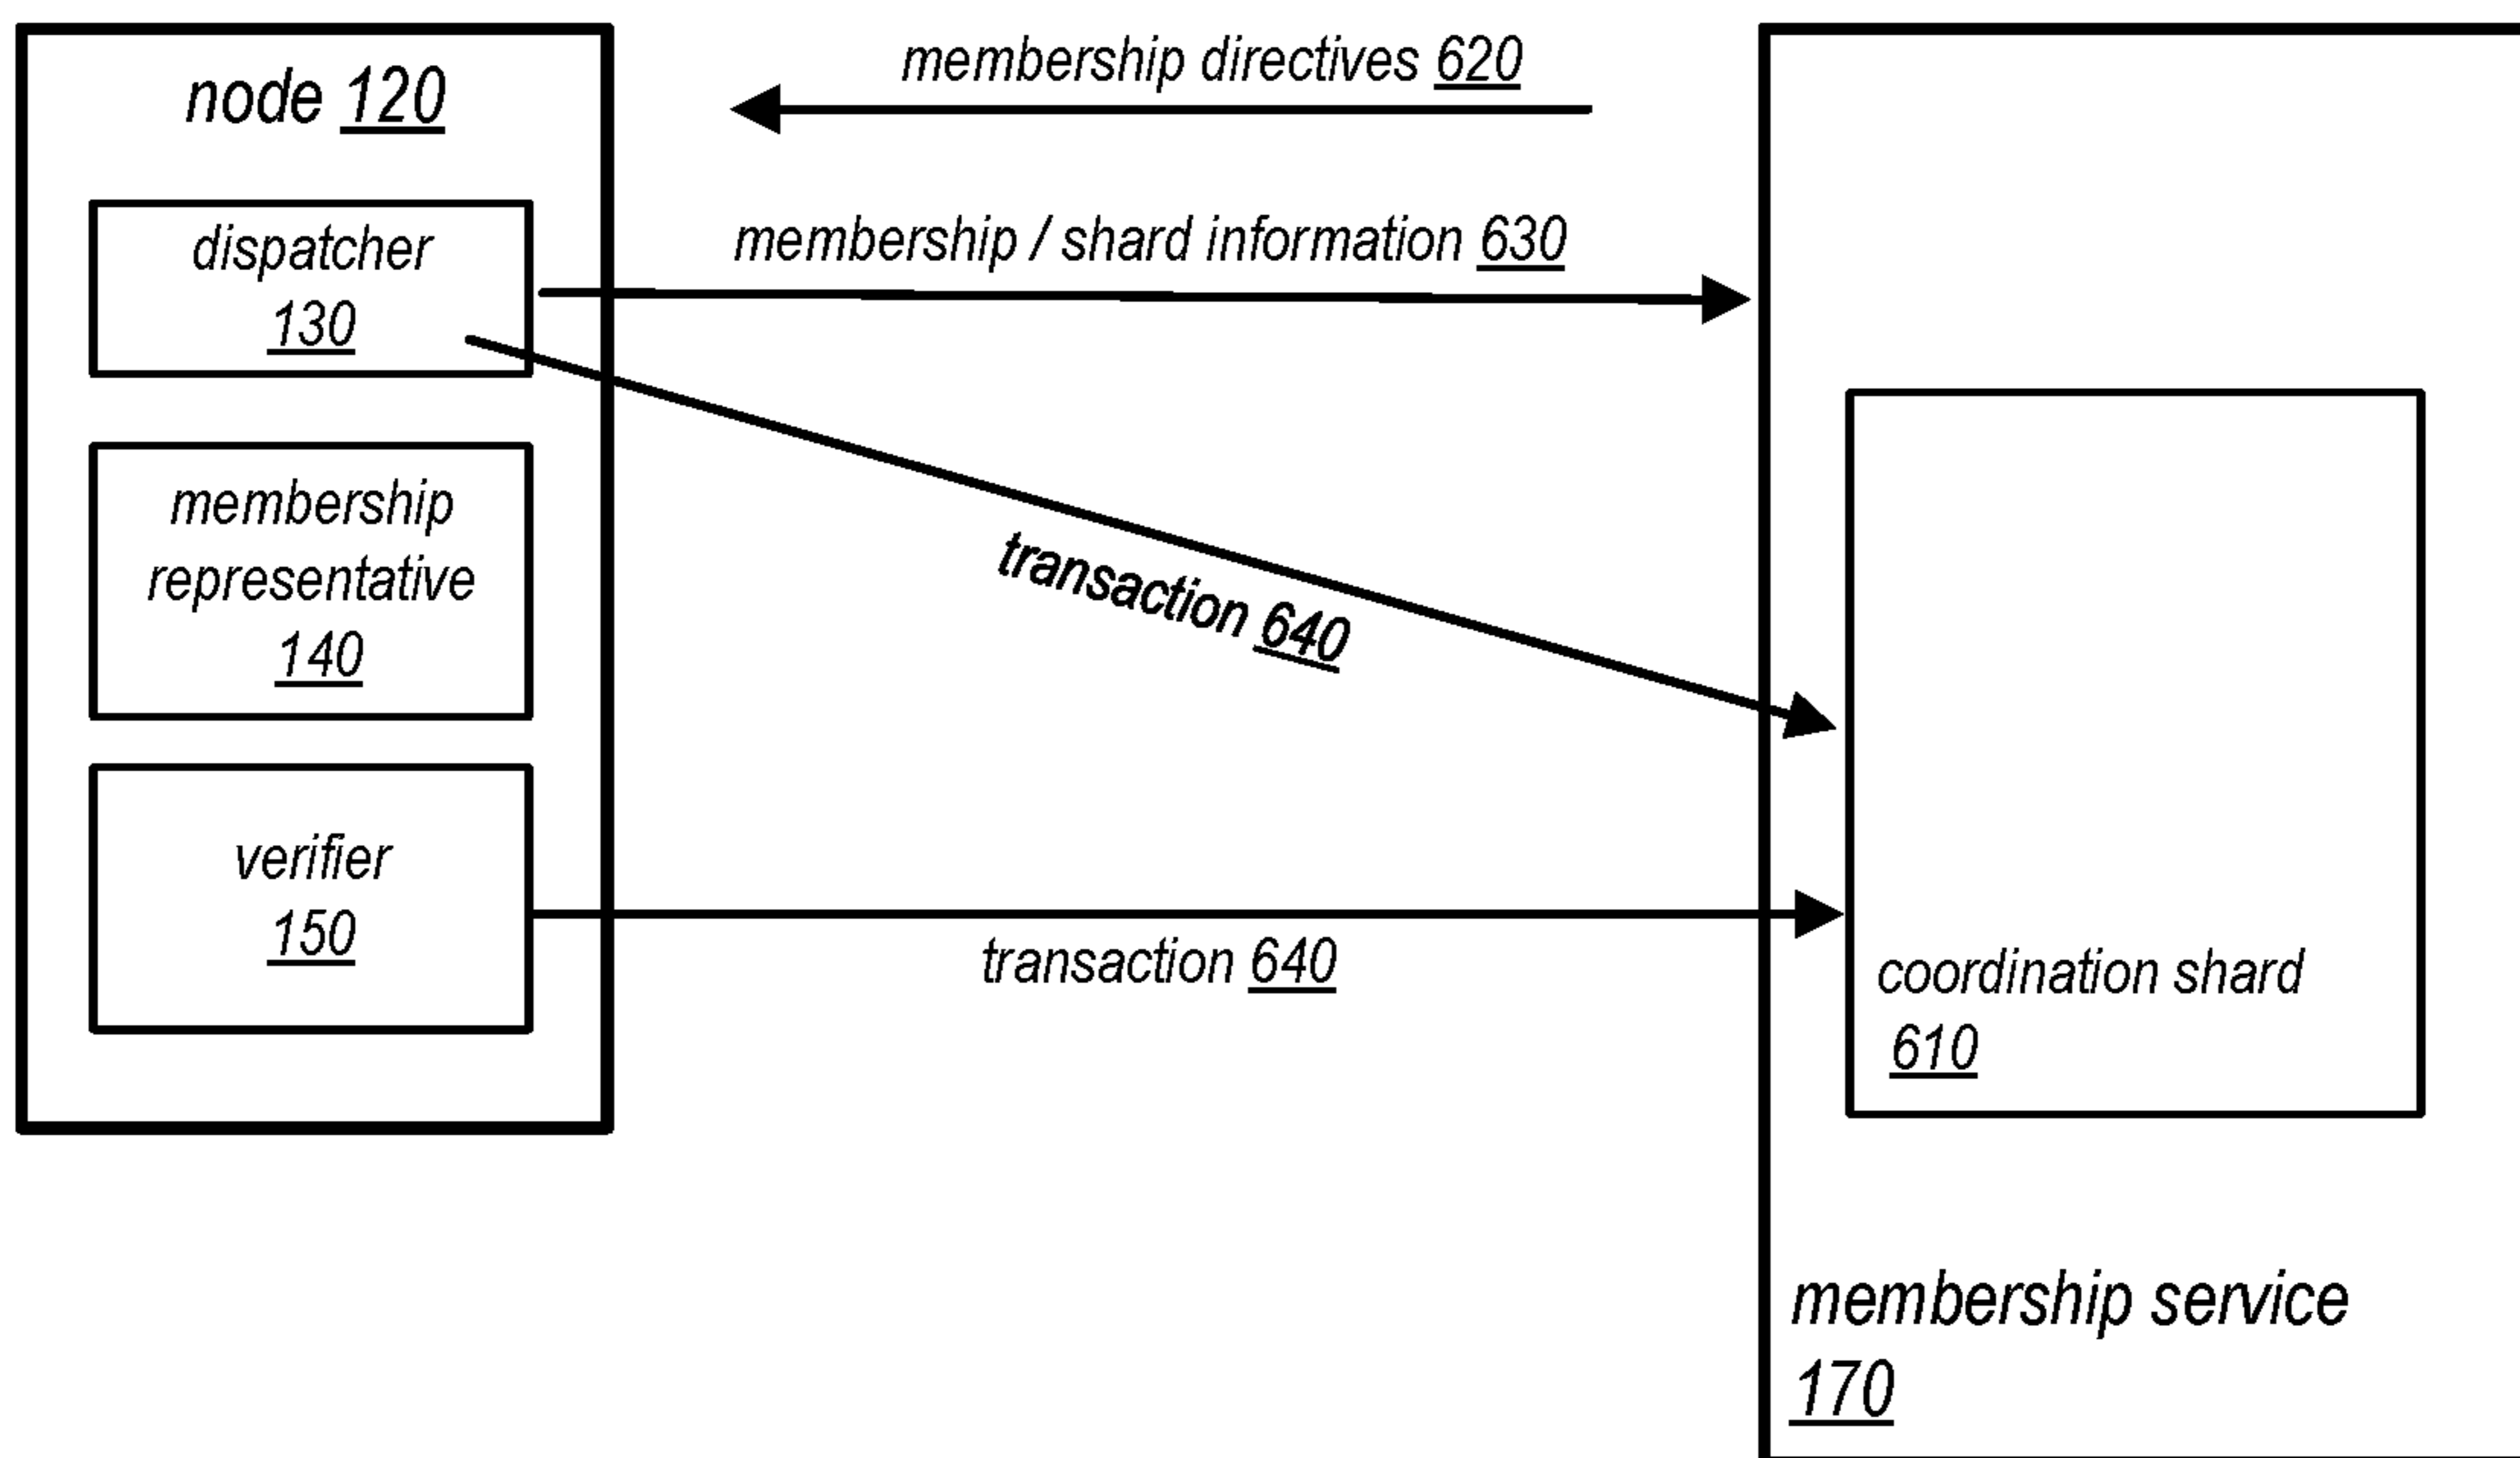 node 120
dispatcher
130
membership
representative
140
verifier
150
membership directives 620
membership / shard information 630
transaction 640
transaction 640
coordination shard
610
membership service
170